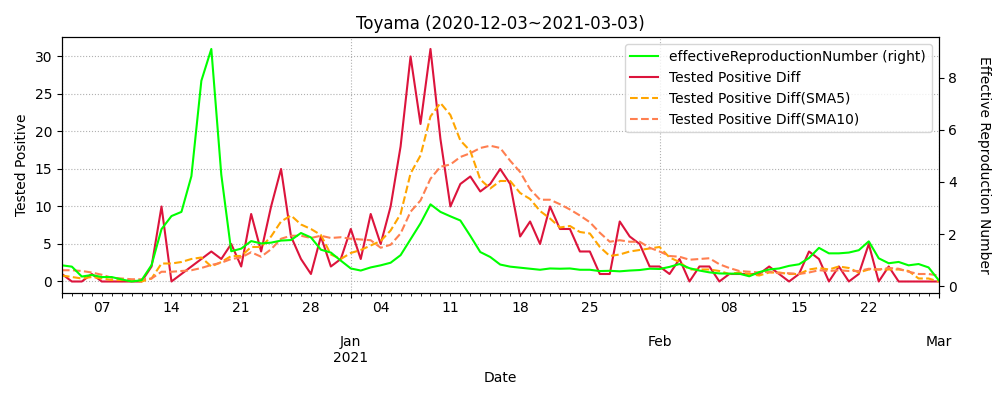 Toyama (2020-12-03~2021-03-03)
effectiveReproductionNumber (right)
Tested Positive Diff
Tested Positive Diff(SMA5)
Tested Positive Diff(SMA10)
Tested Positive
30
25
20
15
10
5
0
8
6
4
2
0
Effective Reproduction Number
07 14 21 28 04 11 18 25 08 15 22
Jan Feb Mar
2021
Date